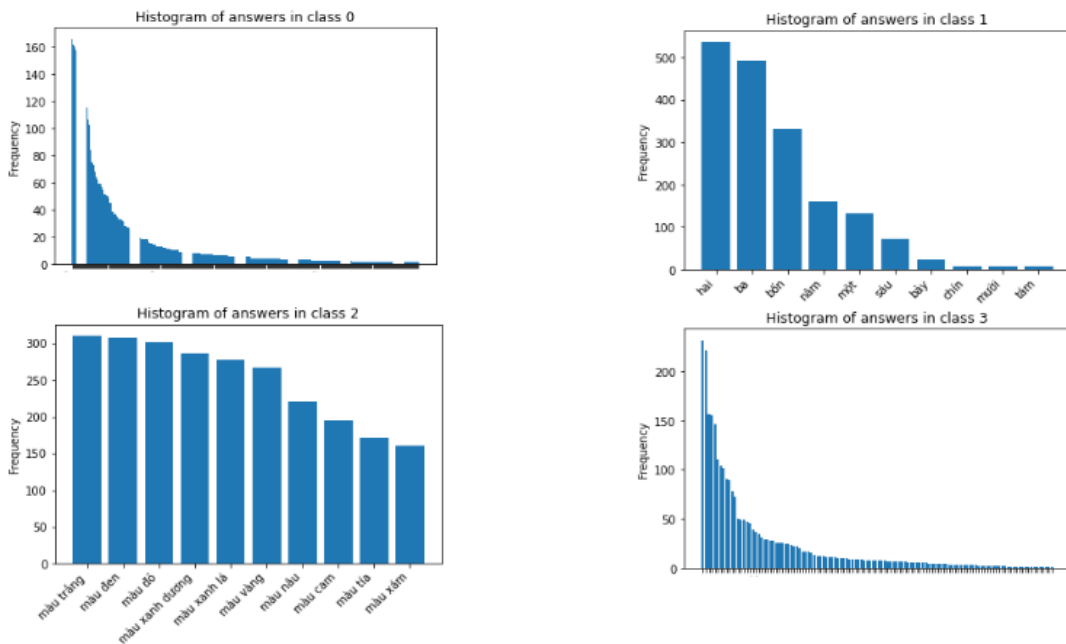 Histogram of answers in class 0
Frequency
160
140
120
100
80
60
40
20
0
Histogram of answers in class 1
Frequency
500
400
300
200
100
0
hai
ba
bốn
năm
một
sáu
bảy
chín
mười
tám
Histogram of answers in class 2
Frequency
300
250
200
150
100
50
0
màu trắng
màu đen
màu đỏ
màu xanh dương
màu xanh lá
màu vàng
màu nâu
màu cam
màu tía
màu xám
Histogram of answers in class 3
Frequency
200
150
100
50
0